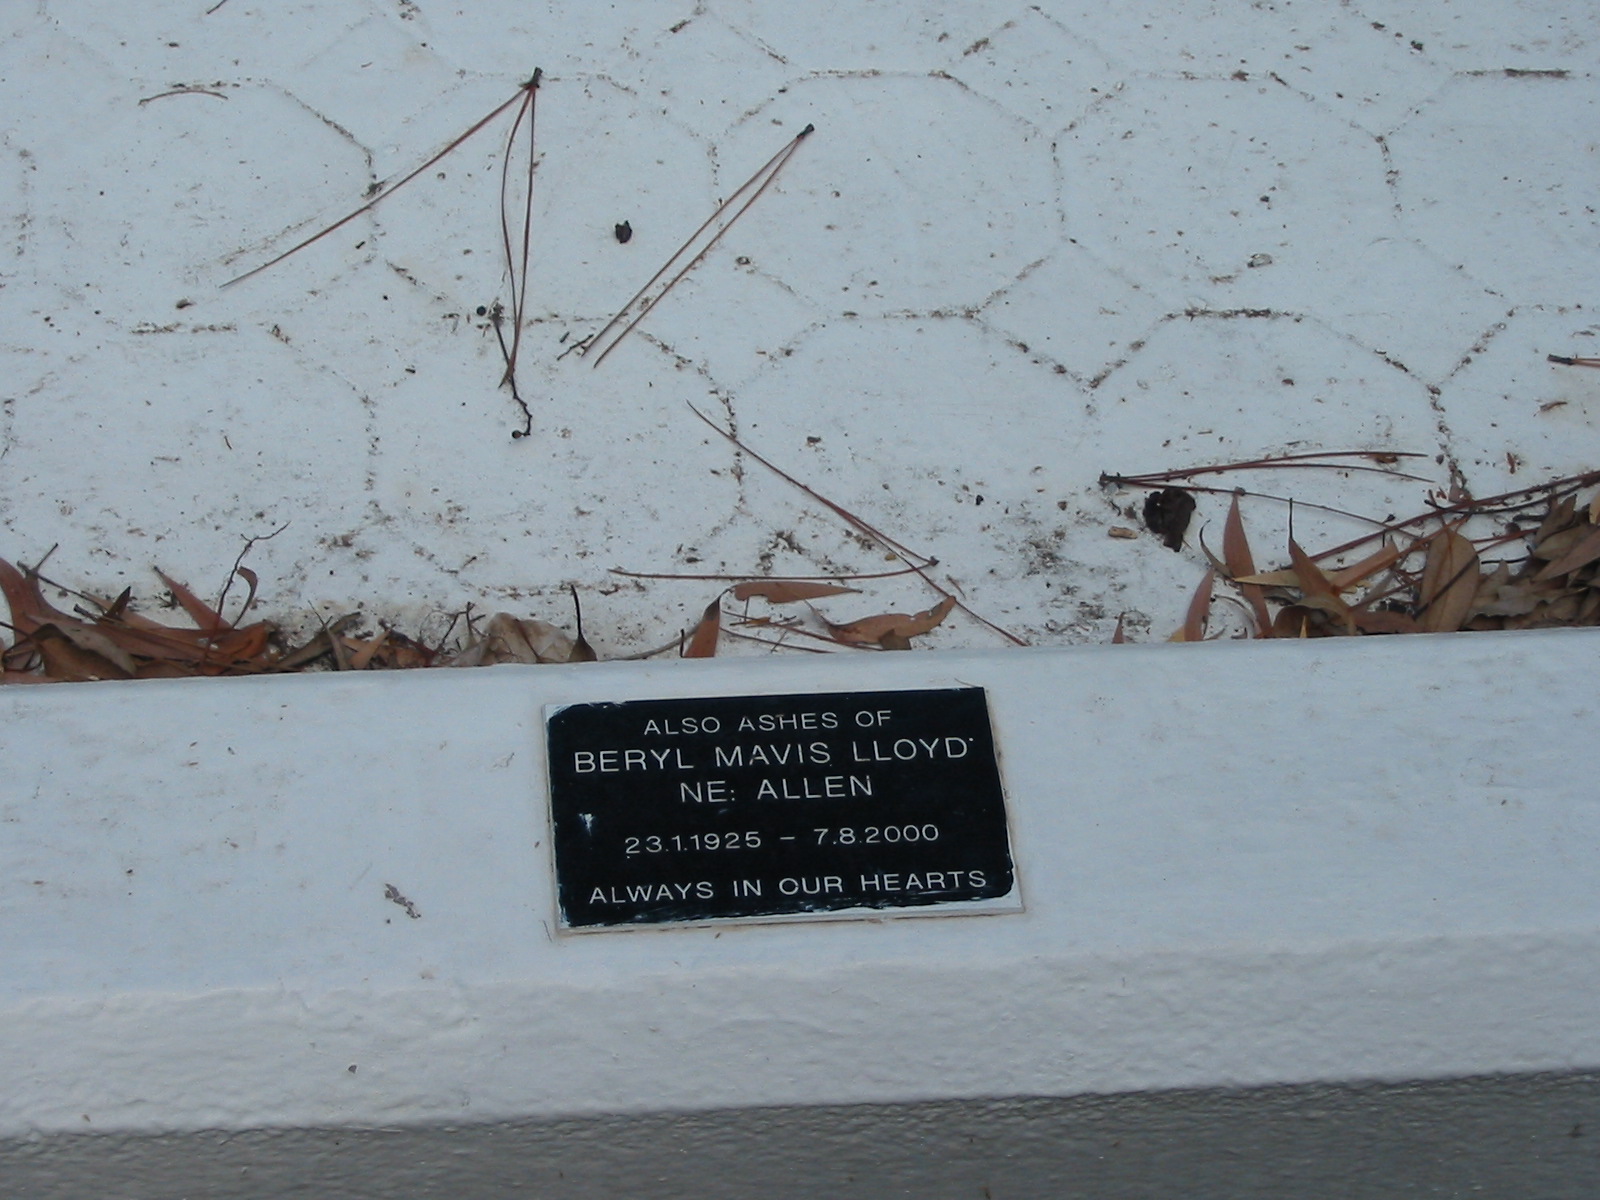 ALSO ASHES OF
BERYL MAVIS LLOYD
NE: ALLEN
23.1.1925 – 7.8.2000
ALWAYS IN OUR HEARTS